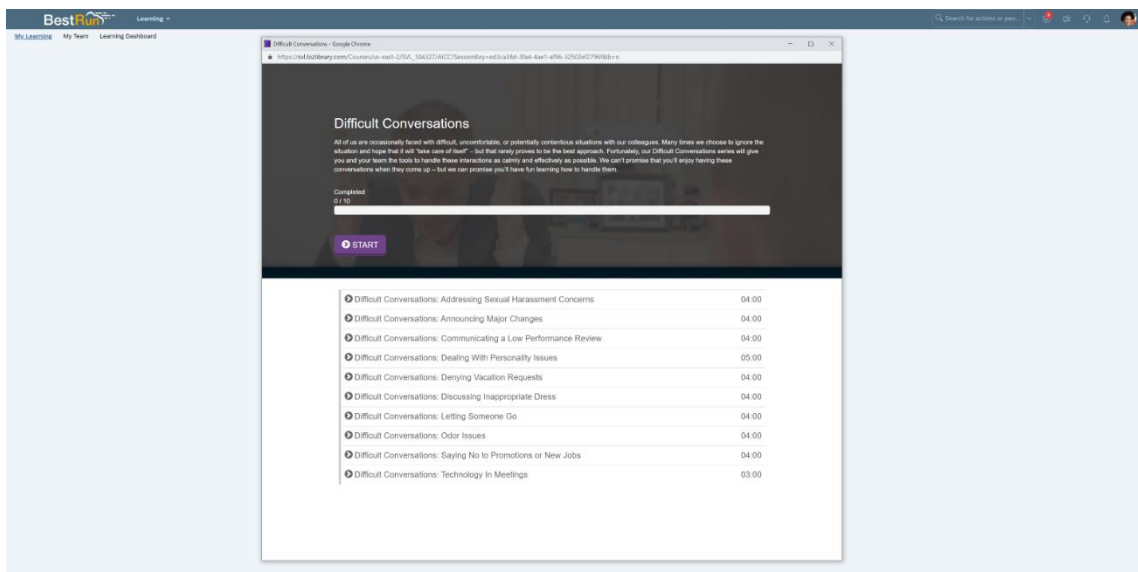 BestRun
Learning
Search for actions or peo...
My Learning My Team Learning Dashboard
Difficult Conversations - Google Chrome
Difficult Conversations
All of us are occasionally faced with difficult, uncomfortable, or potentially contentious situations with our colleagues. Many times we choose to ignore the
situation and hope that it will "take care of itself" – but that rarely proves to be the best approach. Fortunately, our Difficult Conversations series will give
you and your team the tools to handle these interactions as calmly and effectively as possible. We can't promise that you'll enjoy having these
conversations when they come up – but we can promise you'll have fun learning how to handle them.
Completed
0 / 10
START
Difficult Conversations: Addressing Sexual Harassment Concerns 04:00
Difficult Conversations: Announcing Major Changes 04:00
Difficult Conversations: Communicating a Low Performance Review 04:00
Difficult Conversations: Dealing With Personality Issues 05:00
Difficult Conversations: Denying Vacation Requests 04:00
Difficult Conversations: Discussing Inappropriate Dress 04:00
Difficult Conversations: Letting Someone Go 04:00
Difficult Conversations: Odor Issues 04:00
Difficult Conversations: Saying No to Promotions or New Jobs 04:00
Difficult Conversations: Technology In Meetings 03:00